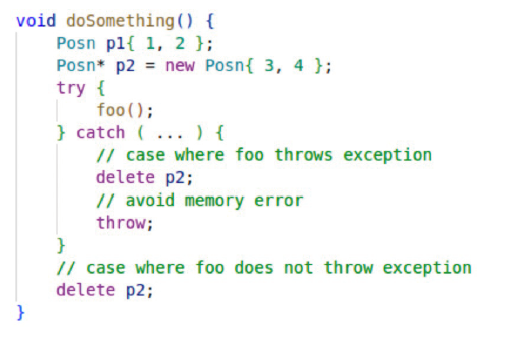 void doSomething() {
    Posn p1{ 1, 2 };
    Posn* p2 = new Posn{ 3, 4 };
    try {
        foo();
    } catch ( ... ) {
        // case where foo throws exception
        delete p2;
        // avoid memory error
        throw;
    }
    // case where foo does not throw exception
    delete p2;
}